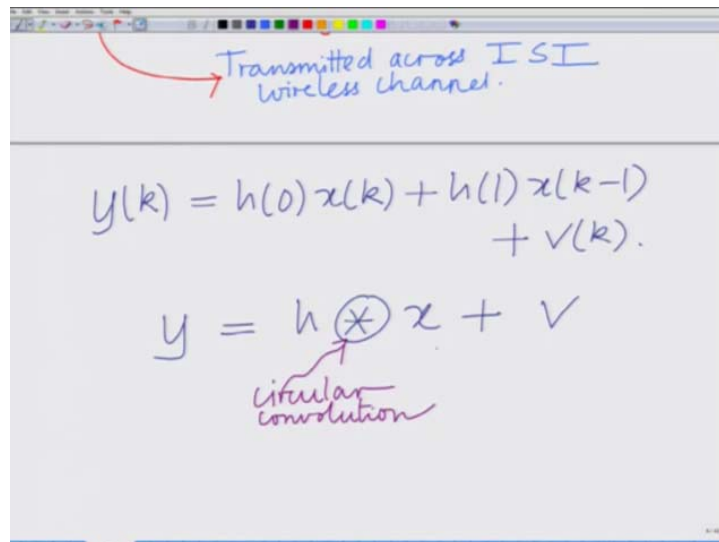 Transmitted across ISI
wireless channel.
y(k) = h(0)x(k) + h(1)x(k-1)
+ v(k).
y = h ⊛ x + v
circular
convolution